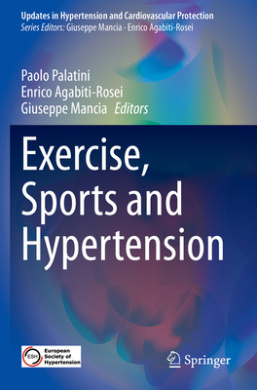 Updates in Hypertension and Cardiovascular Protection
Series Editors: Giuseppe Mancia · Enrico Agabiti-Rosei
Paolo Palatini
Enrico Agabiti-Rosei
Giuseppe Mancia Editors
Exercise,
Sports and
Hypertension
ESH
European
Society of
Hypertension
Springer